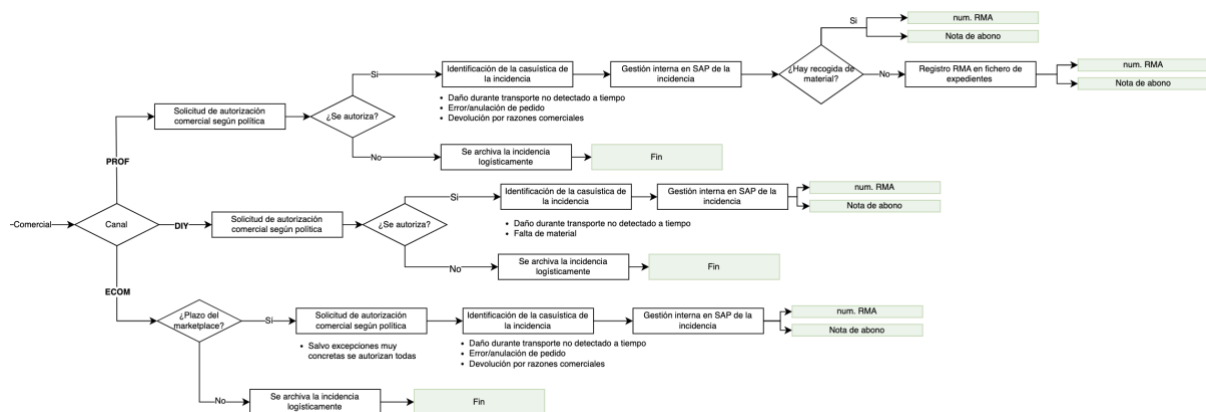 Si
num. RMA
Nota de abono
Si
Identificación de la casuística de
la incidencia
Gestión interna en SAP de la
incidencia
¿Hay recogida de
material?
No
Registro RMA en fichero de
expedientes
num. RMA
Nota de abono
• Daño durante transporte no detectado a tiempo
• Error/anulación de pedido
• Devolución por razones comerciales
Solicitud de autorización
comercial según política
¿Se autoriza?
PROF
No
Se archiva la incidencia
logísticamente
Fin
Comercial
Canal
DIY
Solicitud de autorización
comercial según política
¿Se autoriza?
Si
Identificación de la casuística de
la incidencia
Gestión interna en SAP de la
incidencia
num. RMA
Nota de abono
• Daño durante transporte no detectado a tiempo
• Falta de material
No
Se archiva la incidencia
logísticamente
Fin
ECOM
¿Plazo del
marketplace?
Si
Solicitud de autorización
comercial según política
Identificación de la casuística de
la incidencia
Gestión interna en SAP de la
incidencia
num. RMA
Nota de abono
• Salvo excepciones muy
concretas se autorizan todas
• Daño durante transporte no detectado a tiempo
• Error/anulación de pedido
• Devolución por razones comerciales
No
Se archiva la incidencia
logísticamente
Fin